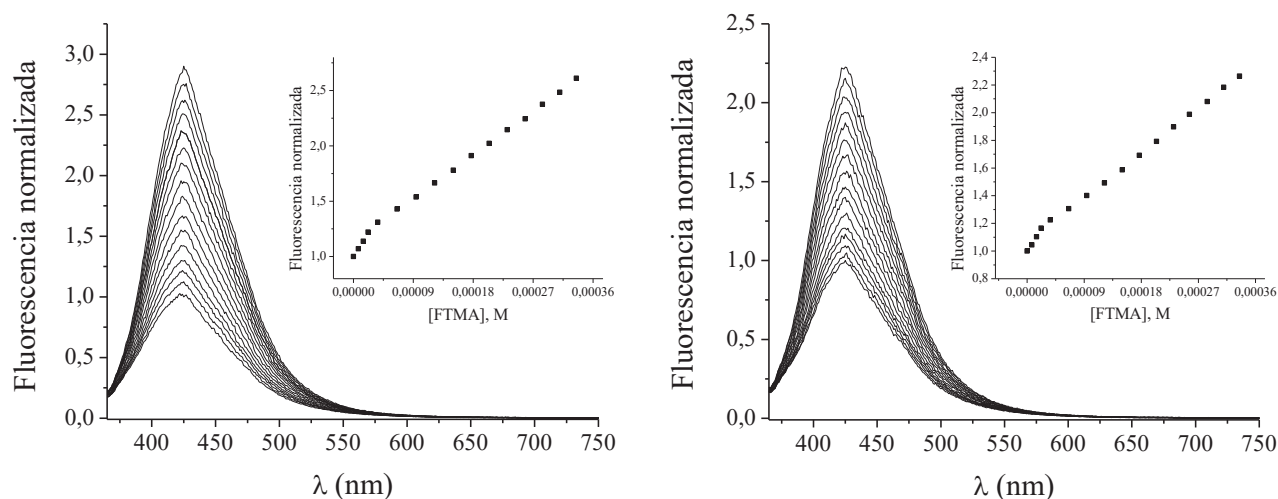 Fluorescencia normalizada
3,0
2,5
2,0
1,5
1,0
0,5
0,0
400 450 500 550 600 650 700 750
λ (nm)
Fluorescencia normalizada
2,5
2,0
1,5
1,0
0,00000 0,00009 0,00018 0,00027 0,00036
[FTMA], M
Fluorescencia normalizada
2,5
2,0
1,5
1,0
0,5
0,0
400 450 500 550 600 650 700 750
λ (nm)
Fluorescencia normalizada
2,4
2,2
2,0
1,8
1,6
1,4
1,2
1,0
0,8
0,00000 0,00009 0,00018 0,00027 0,00036
[FTMA], M